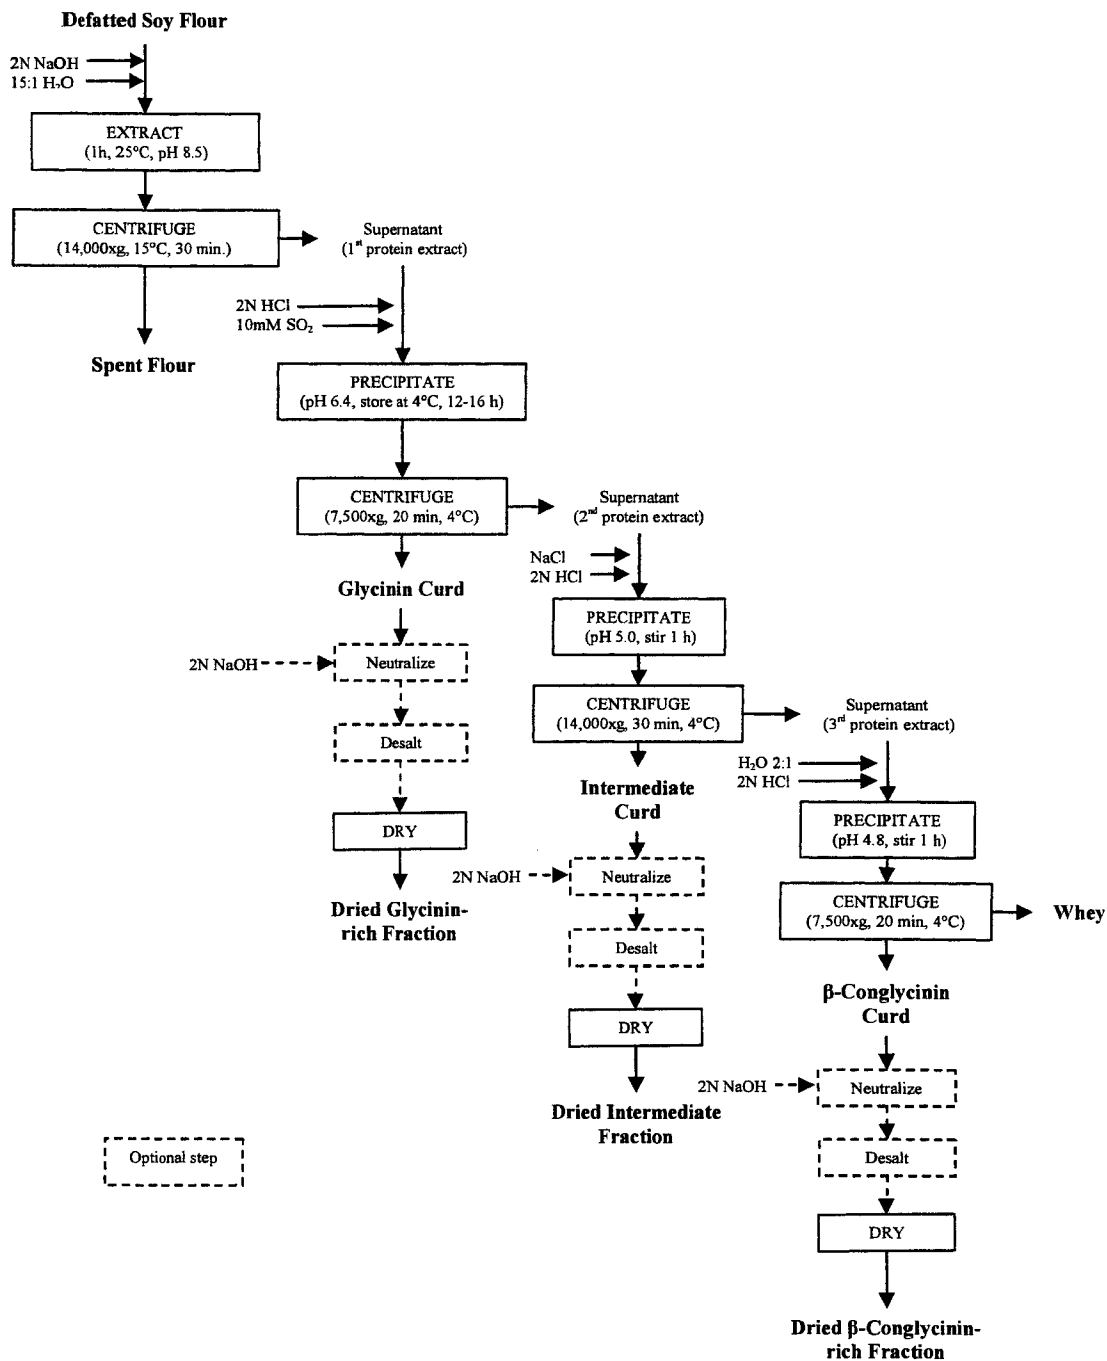 Defatted Soy Flour
2N NaOH
15:1 H₂O
EXTRACT
(1h, 25°C, pH 8.5)
CENTRIFUGE
(14,000xg, 15°C, 30 min.)
Supernatant
(1st protein extract)
Spent Flour
2N HCl
10mM SO₂
PRECIPITATE
(pH 6.4, store at 4°C, 12-16 h)
CENTRIFUGE
(7,500xg, 20 min, 4°C)
Supernatant
(2nd protein extract)
Glycinin Curd
2N NaOH
Neutralize
Desalt
DRY
Dried Glycinin-
rich Fraction
NaCl
2N HCl
PRECIPITATE
(pH 5.0, stir 1 h)
CENTRIFUGE
(14,000xg, 30 min, 4°C)
Supernatant
(3rd protein extract)
Intermediate
Curd
2N NaOH
Neutralize
Desalt
DRY
Dried Intermediate
Fraction
H₂O 2:1
2N HCl
PRECIPITATE
(pH 4.8, stir 1 h)
CENTRIFUGE
(7,500xg, 20 min, 4°C)
Whey
β-Conglycinin
Curd
2N NaOH
Neutralize
Desalt
DRY
Dried β-Conglycinin-
rich Fraction
Optional step